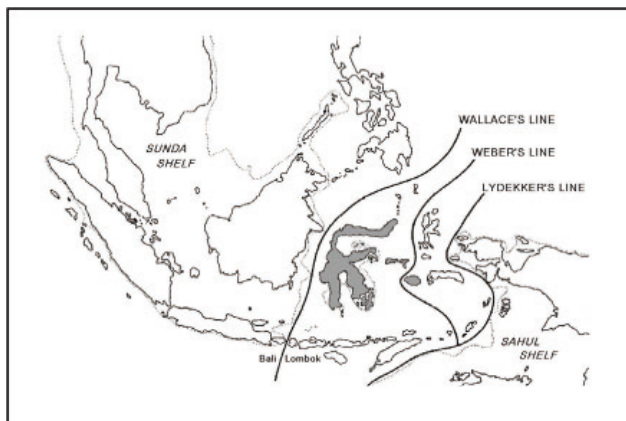 WALLACE'S LINE
WEBER'S LINE
LYDEKKER'S LINE
SUNDA
SHELF
Bali Lombok
SAHUL
SHELF